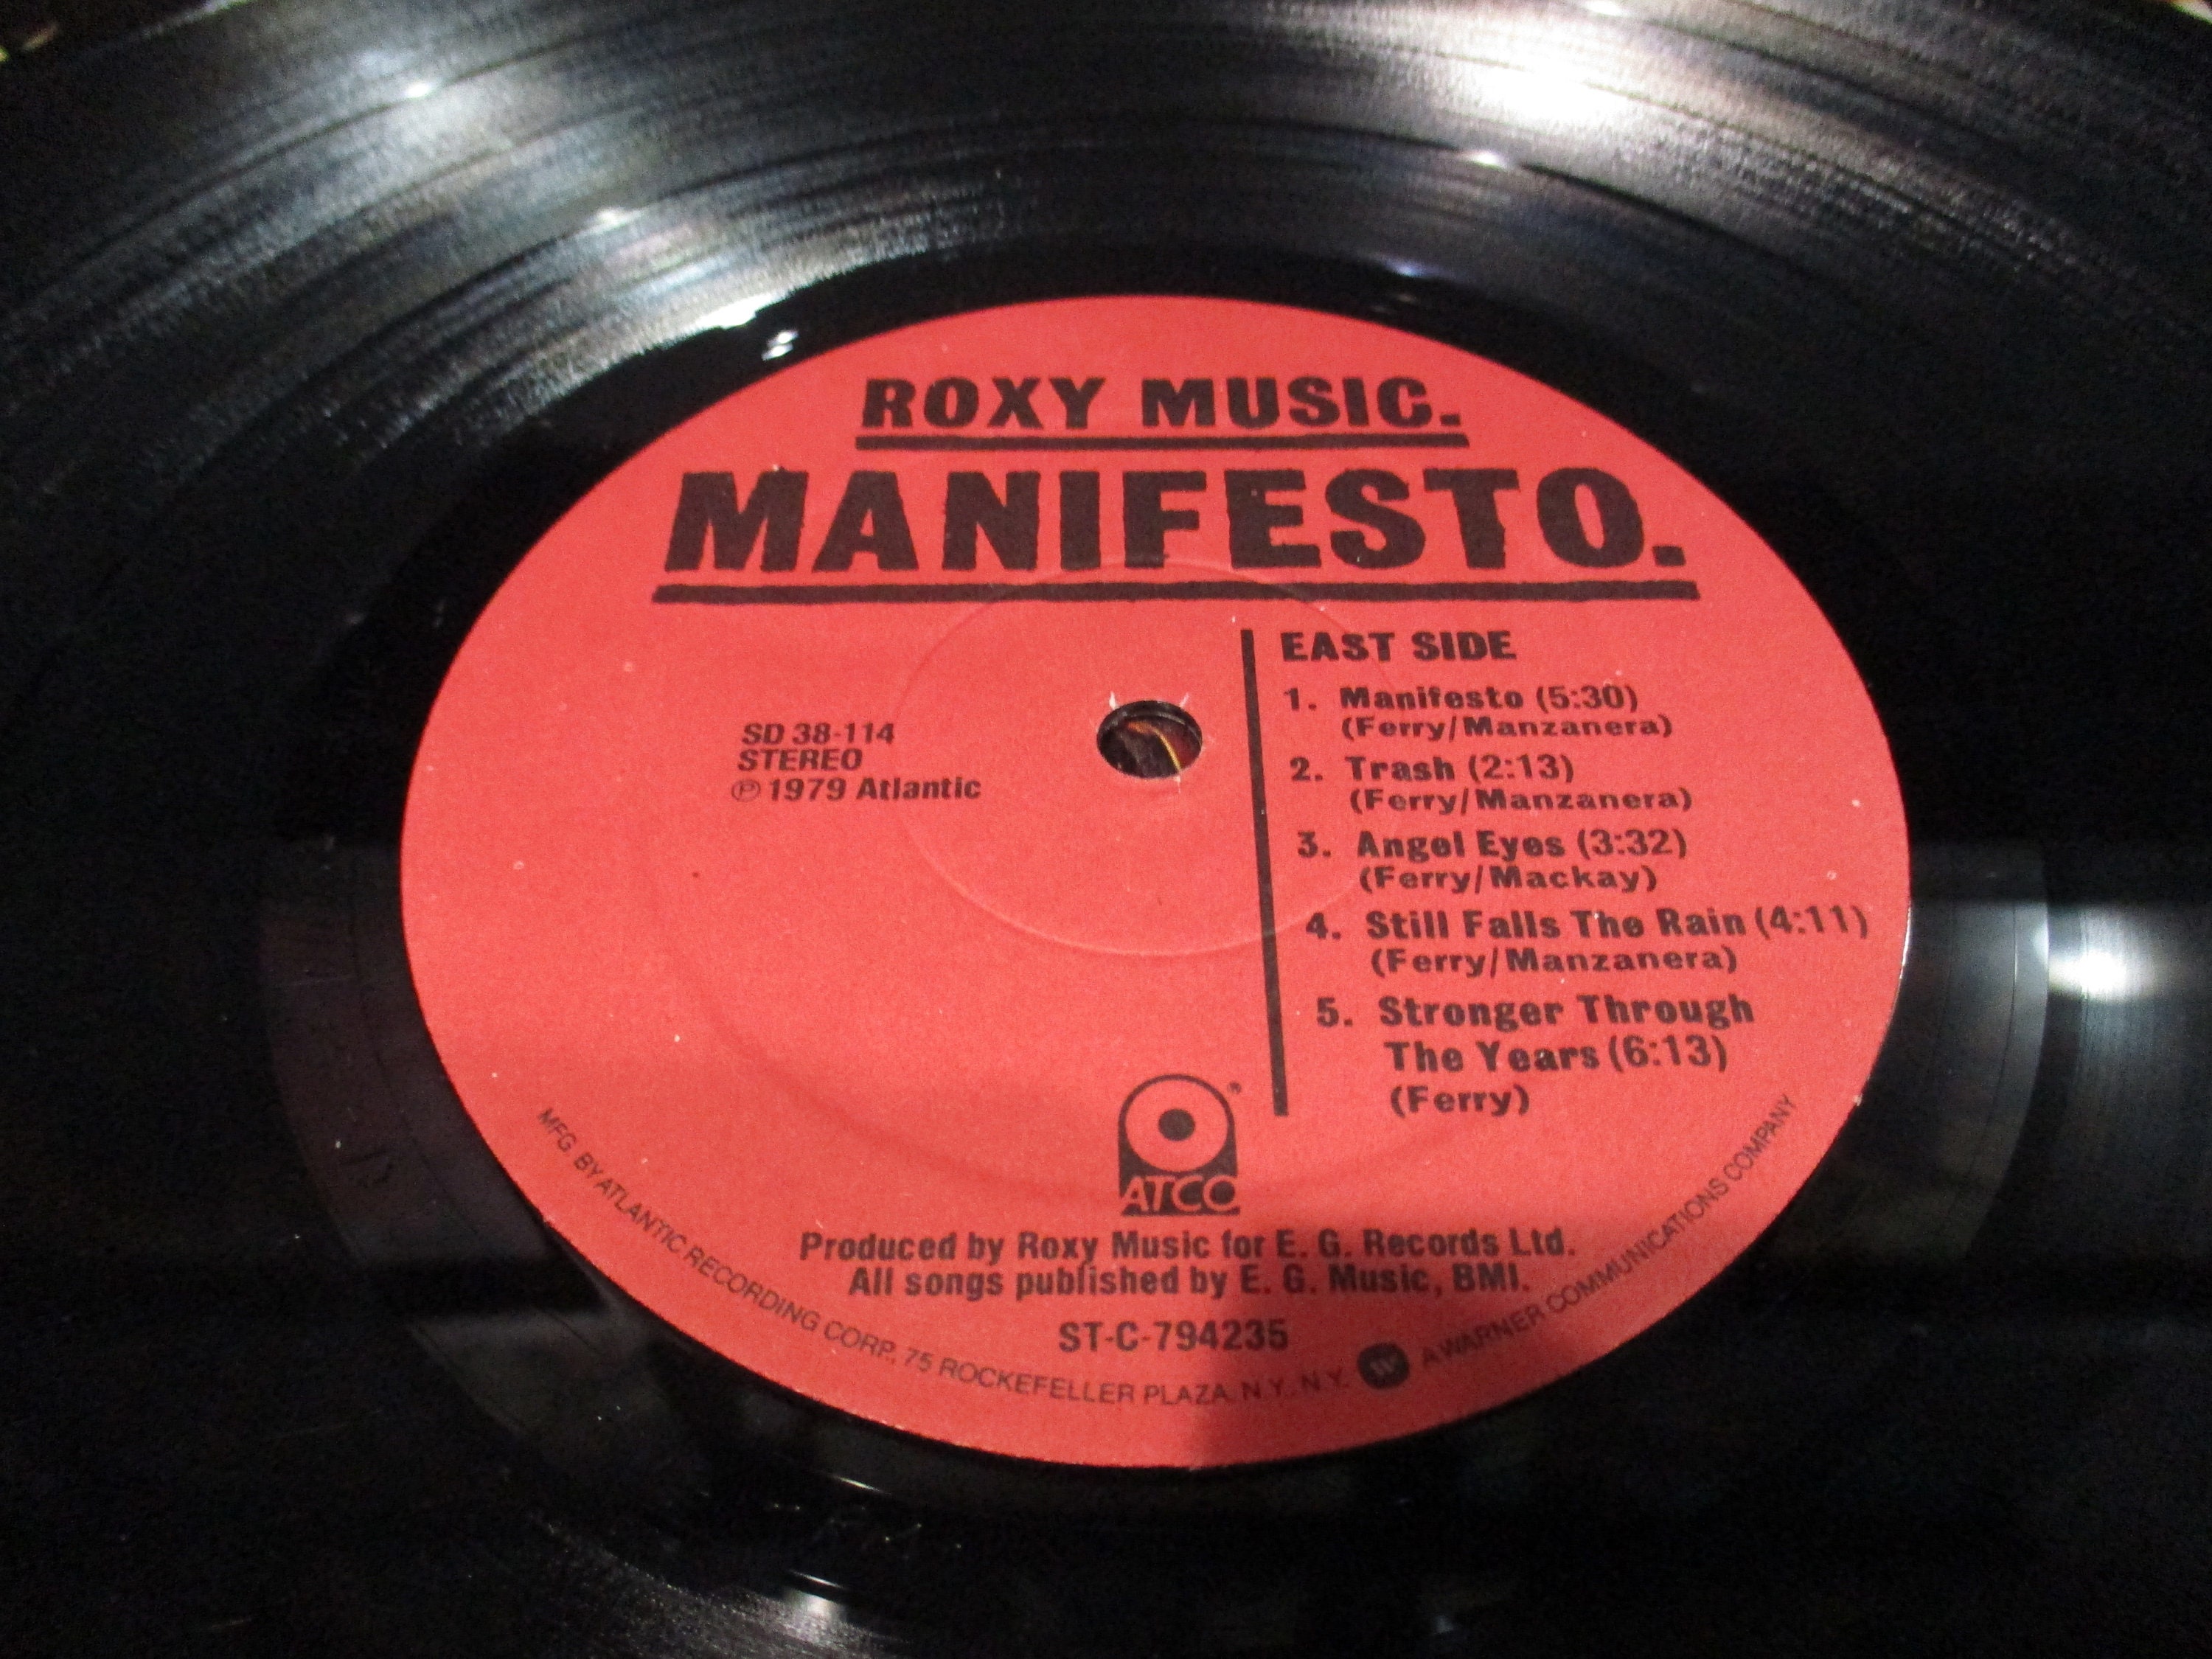 ROXY MUSIC.
MANIFESTO.
EAST SIDE
1. Manifesto (5:30)
(Ferry/Manzanera)
2. Trash (2:13)
(Ferry/Manzanera)
3. Angel Eyes (3:32)
(Ferry/Mackay)
4. Still Falls The Rain (4:11)
(Ferry/Manzanera)
5. Stronger Through
The Years (6:13)
(Ferry)
SD 38-114
STEREO
℗ 1979 Atlantic
ATCO®
Produced by Roxy Music for E. G. Records Ltd.
All songs published by E. G. Music, BMI.
ST-C-794235
MFG. BY ATLANTIC RECORDING CORP., 75 ROCKEFELLER PLAZA, N.Y., N.Y. A WARNER COMMUNICATIONS COMPANY